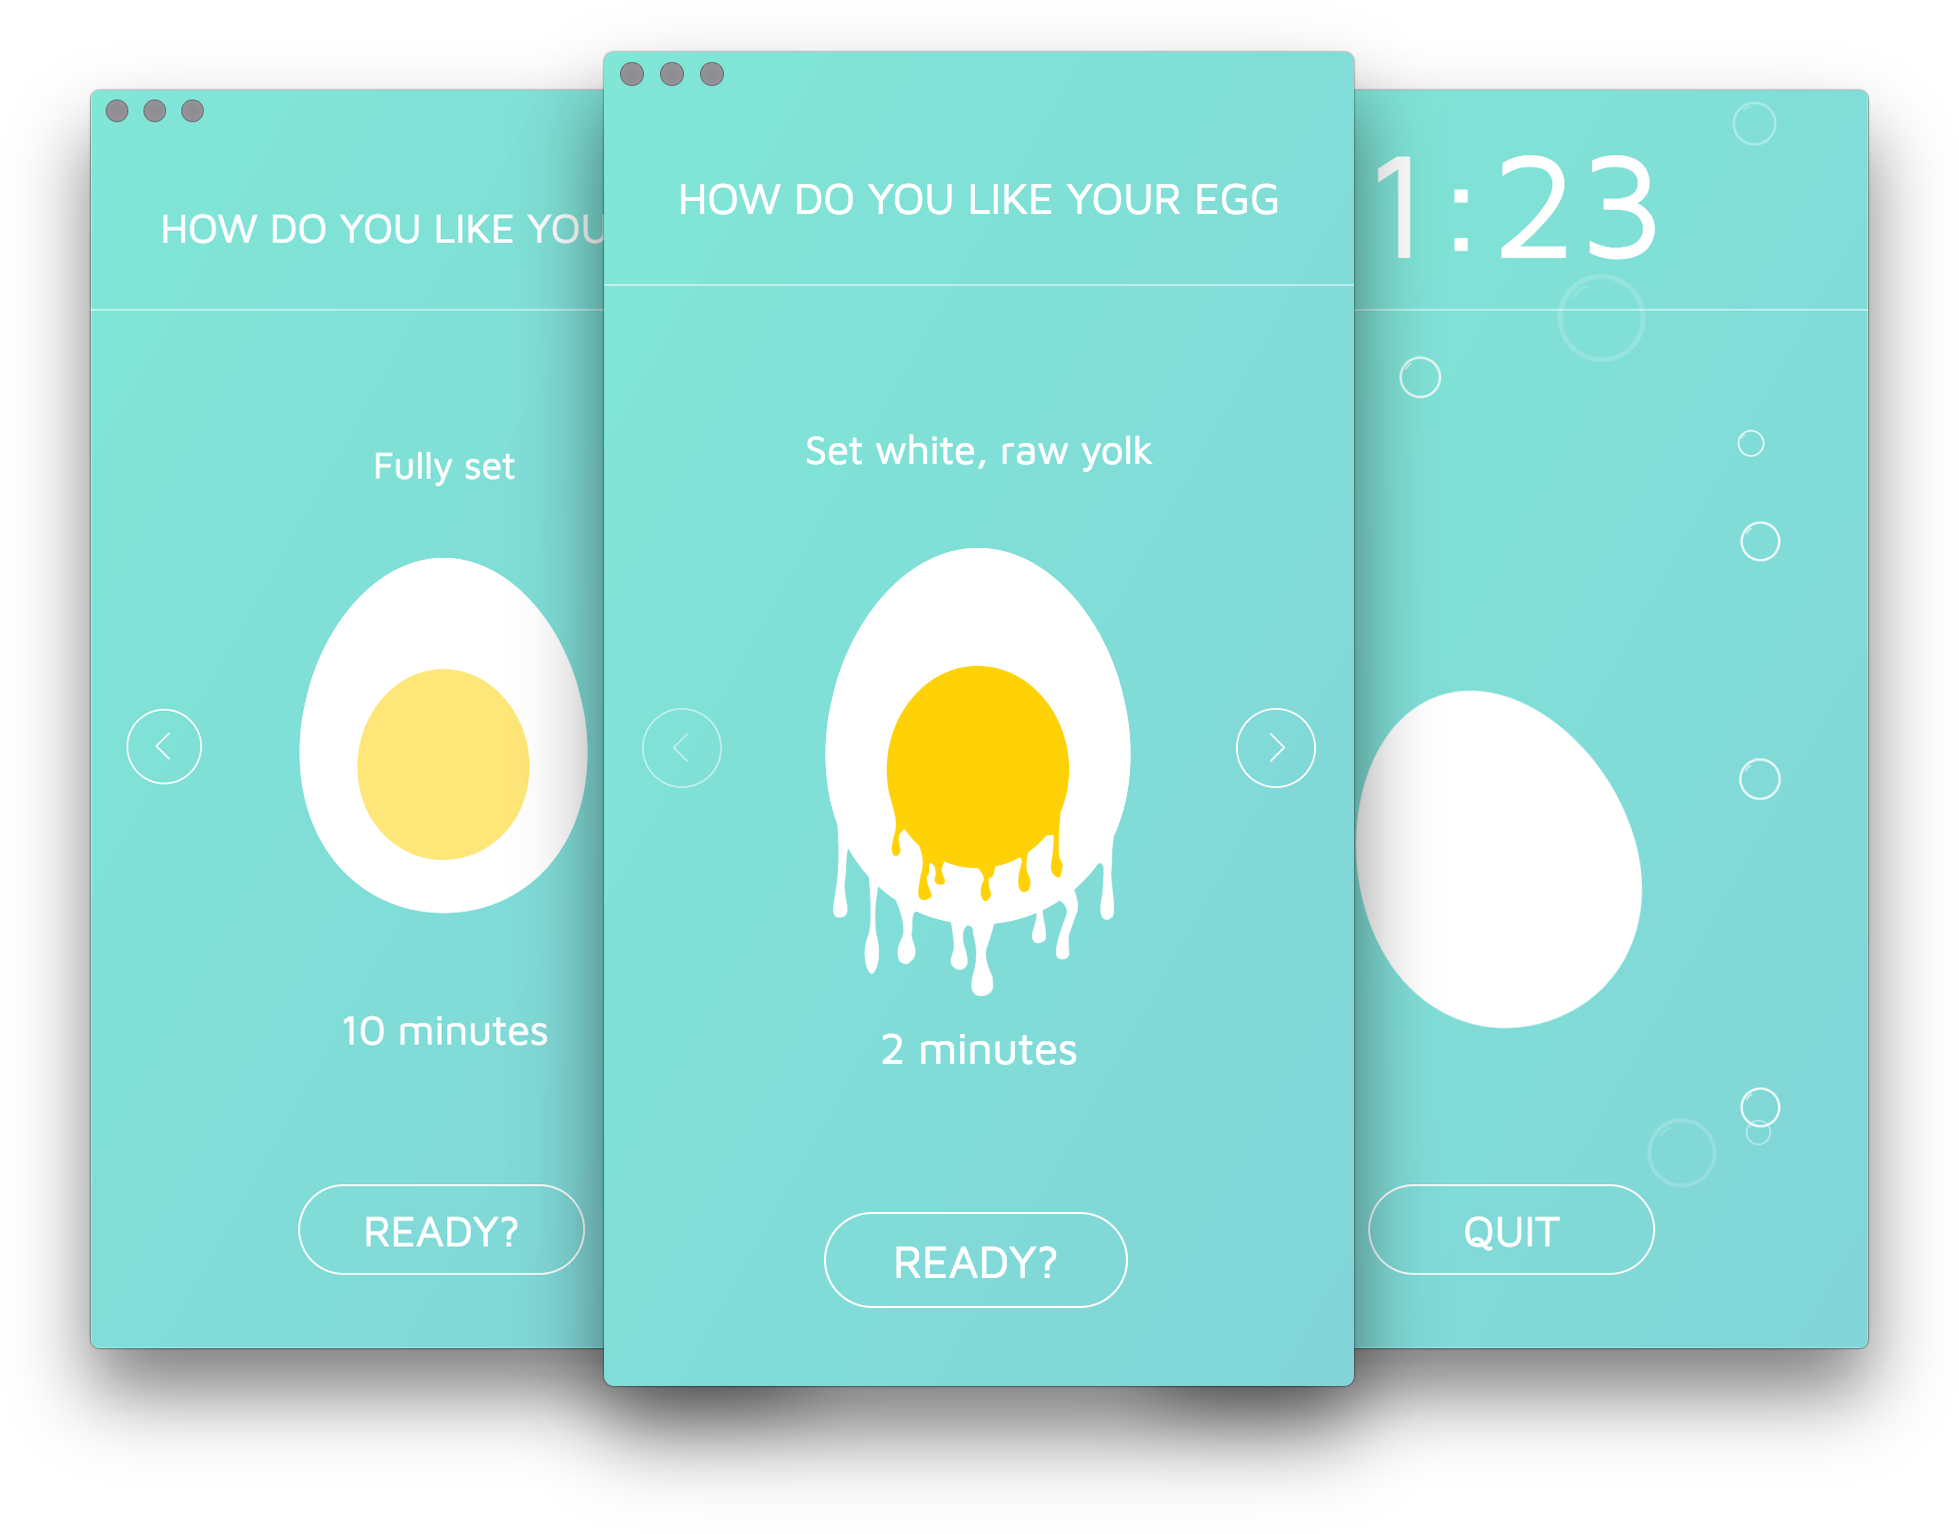 HOW DO YOU LIKE YOU
Fully set
10 minutes
READY?
HOW DO YOU LIKE YOUR EGG
Set white, raw yolk
2 minutes
READY?
1:23
QUIT